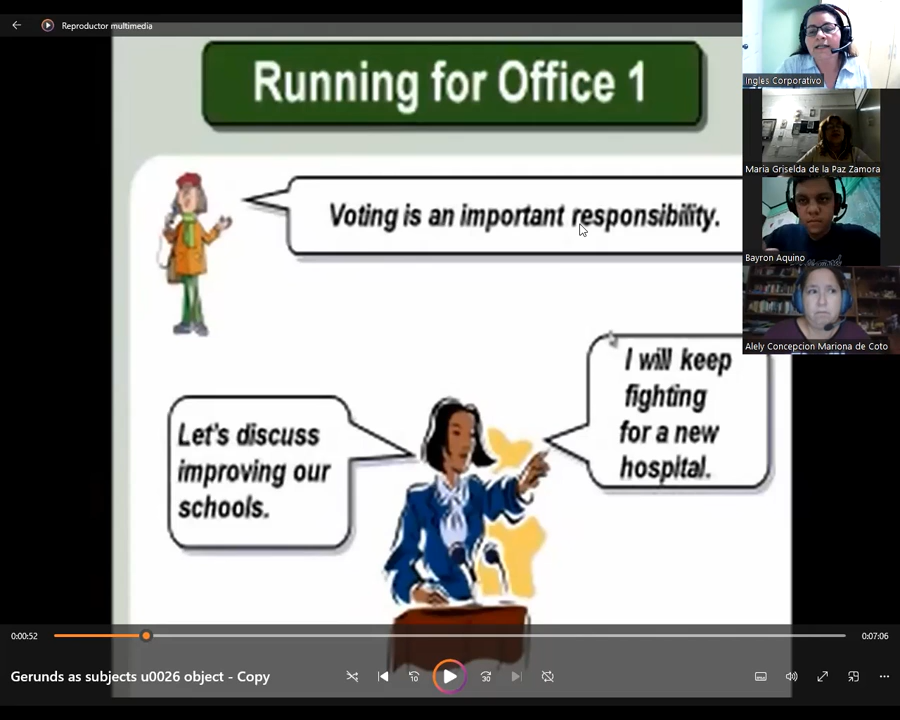 Reproductor multimedia
Running for Office 1
Voting is an important responsibility.
I will keep
fighting
for a new
hospital.
Let's discuss
improving our
schools.
Ingles Corporativo
Maria Griselda de la Paz Zamora
Bayron Aquino
Alely Concepcion Mariona de Coto
0:00:52
0:07:06
Gerunds as subjects u0026 object - Copy
10
30